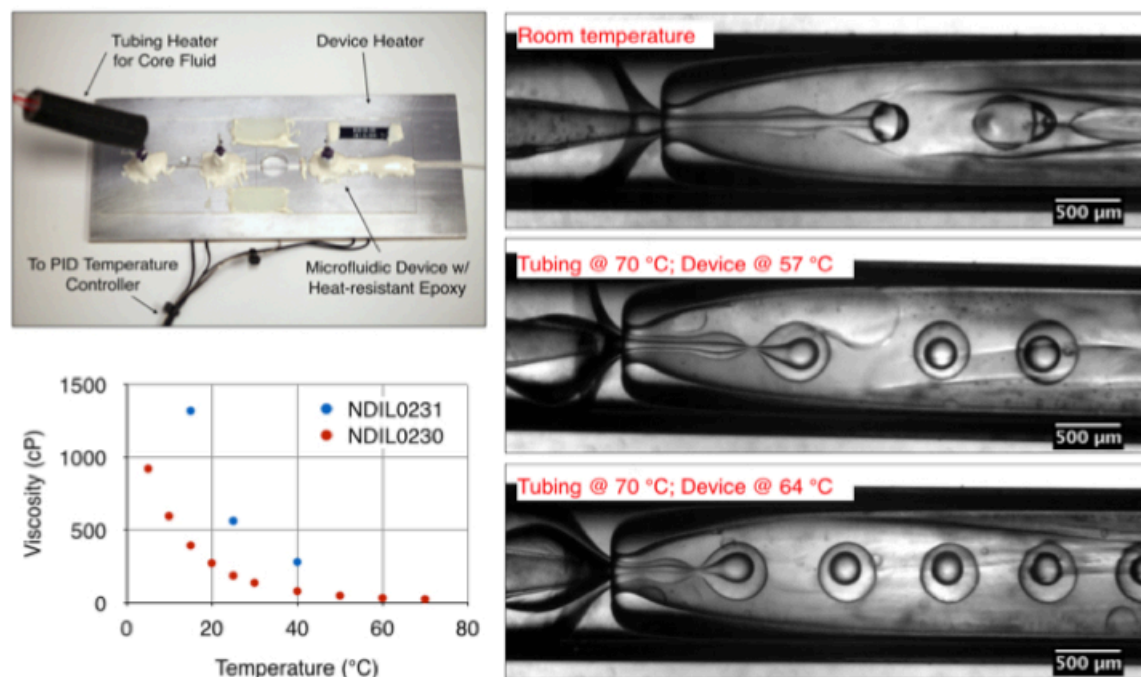 Tubing Heater
for Core Fluid
Device Heater
To PID Temperature
Controller
Microfluidic Device w/
Heat-resistant Epoxy
Room temperature
500 µm
Tubing @ 70 °C; Device @ 57 °C
500 µm
Tubing @ 70 °C; Device @ 64 °C
500 µm
1500
1000
500
0
Viscosity (cP)
NDIL0231
NDIL0230
0 20 40 60 80
Temperature (°C)